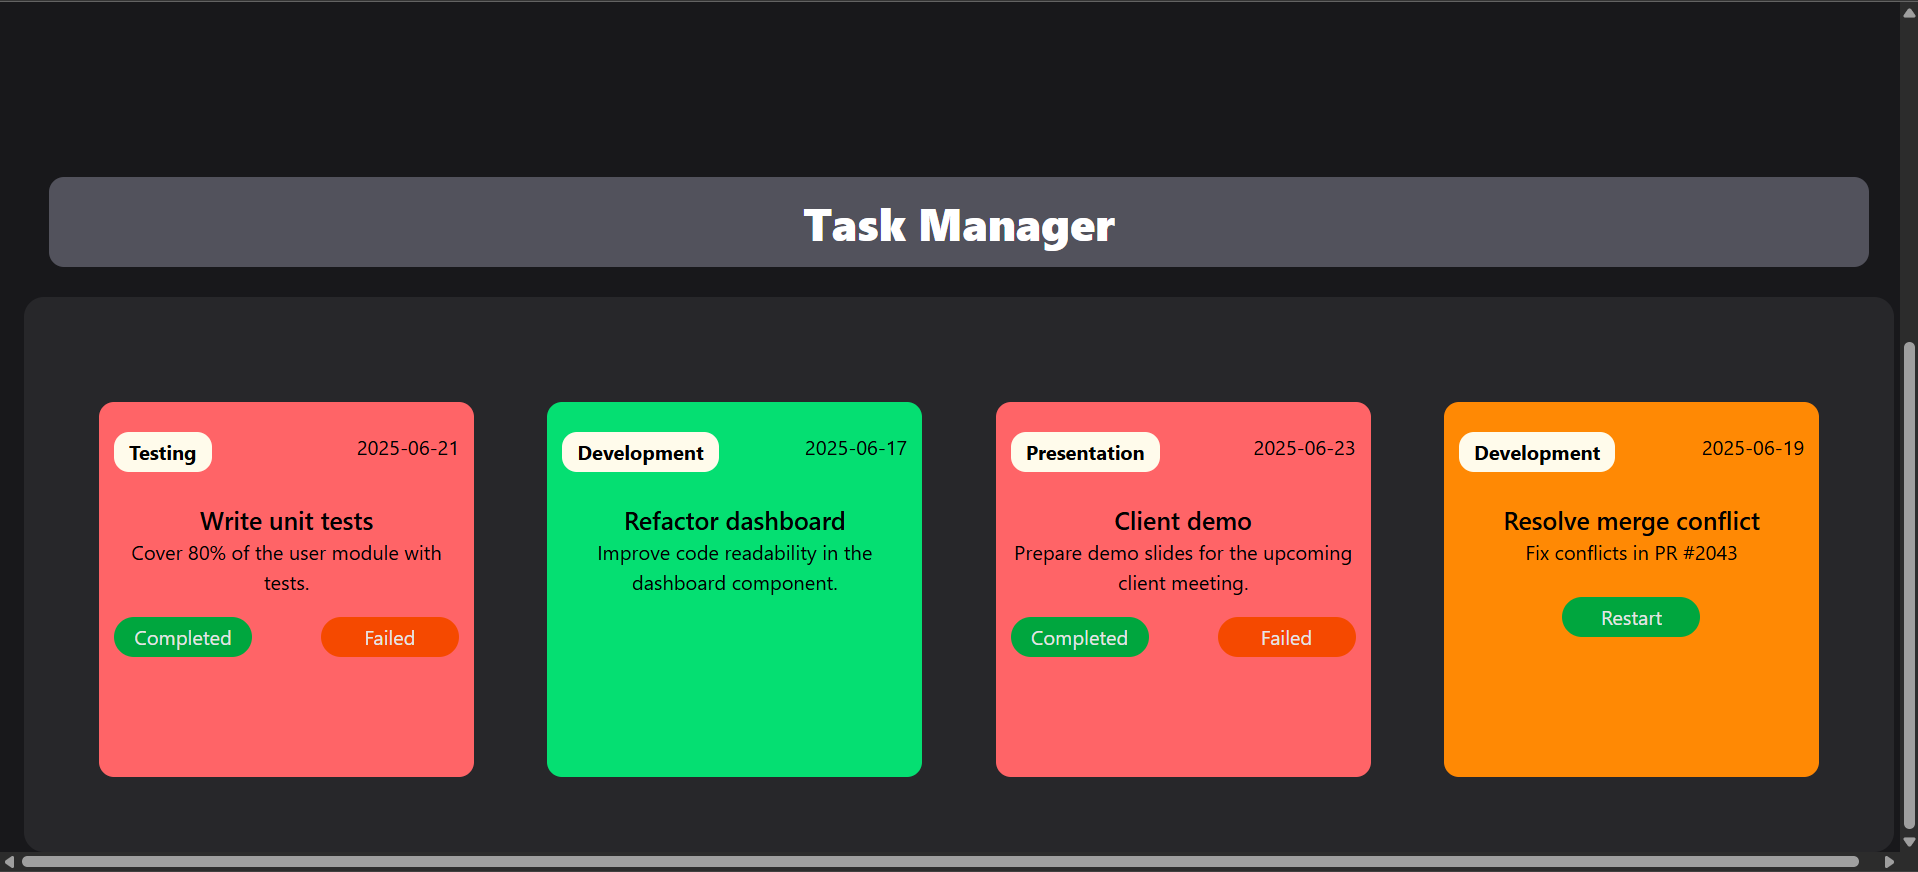 Task Manager
Testing
2025-06-21
Write unit tests
Cover 80% of the user module with
tests.
Completed
Failed
Development
2025-06-17
Refactor dashboard
Improve code readability in the
dashboard component.
Presentation
2025-06-23
Client demo
Prepare demo slides for the upcoming
client meeting.
Completed
Failed
Development
2025-06-19
Resolve merge conflict
Fix conflicts in PR #2043
Restart